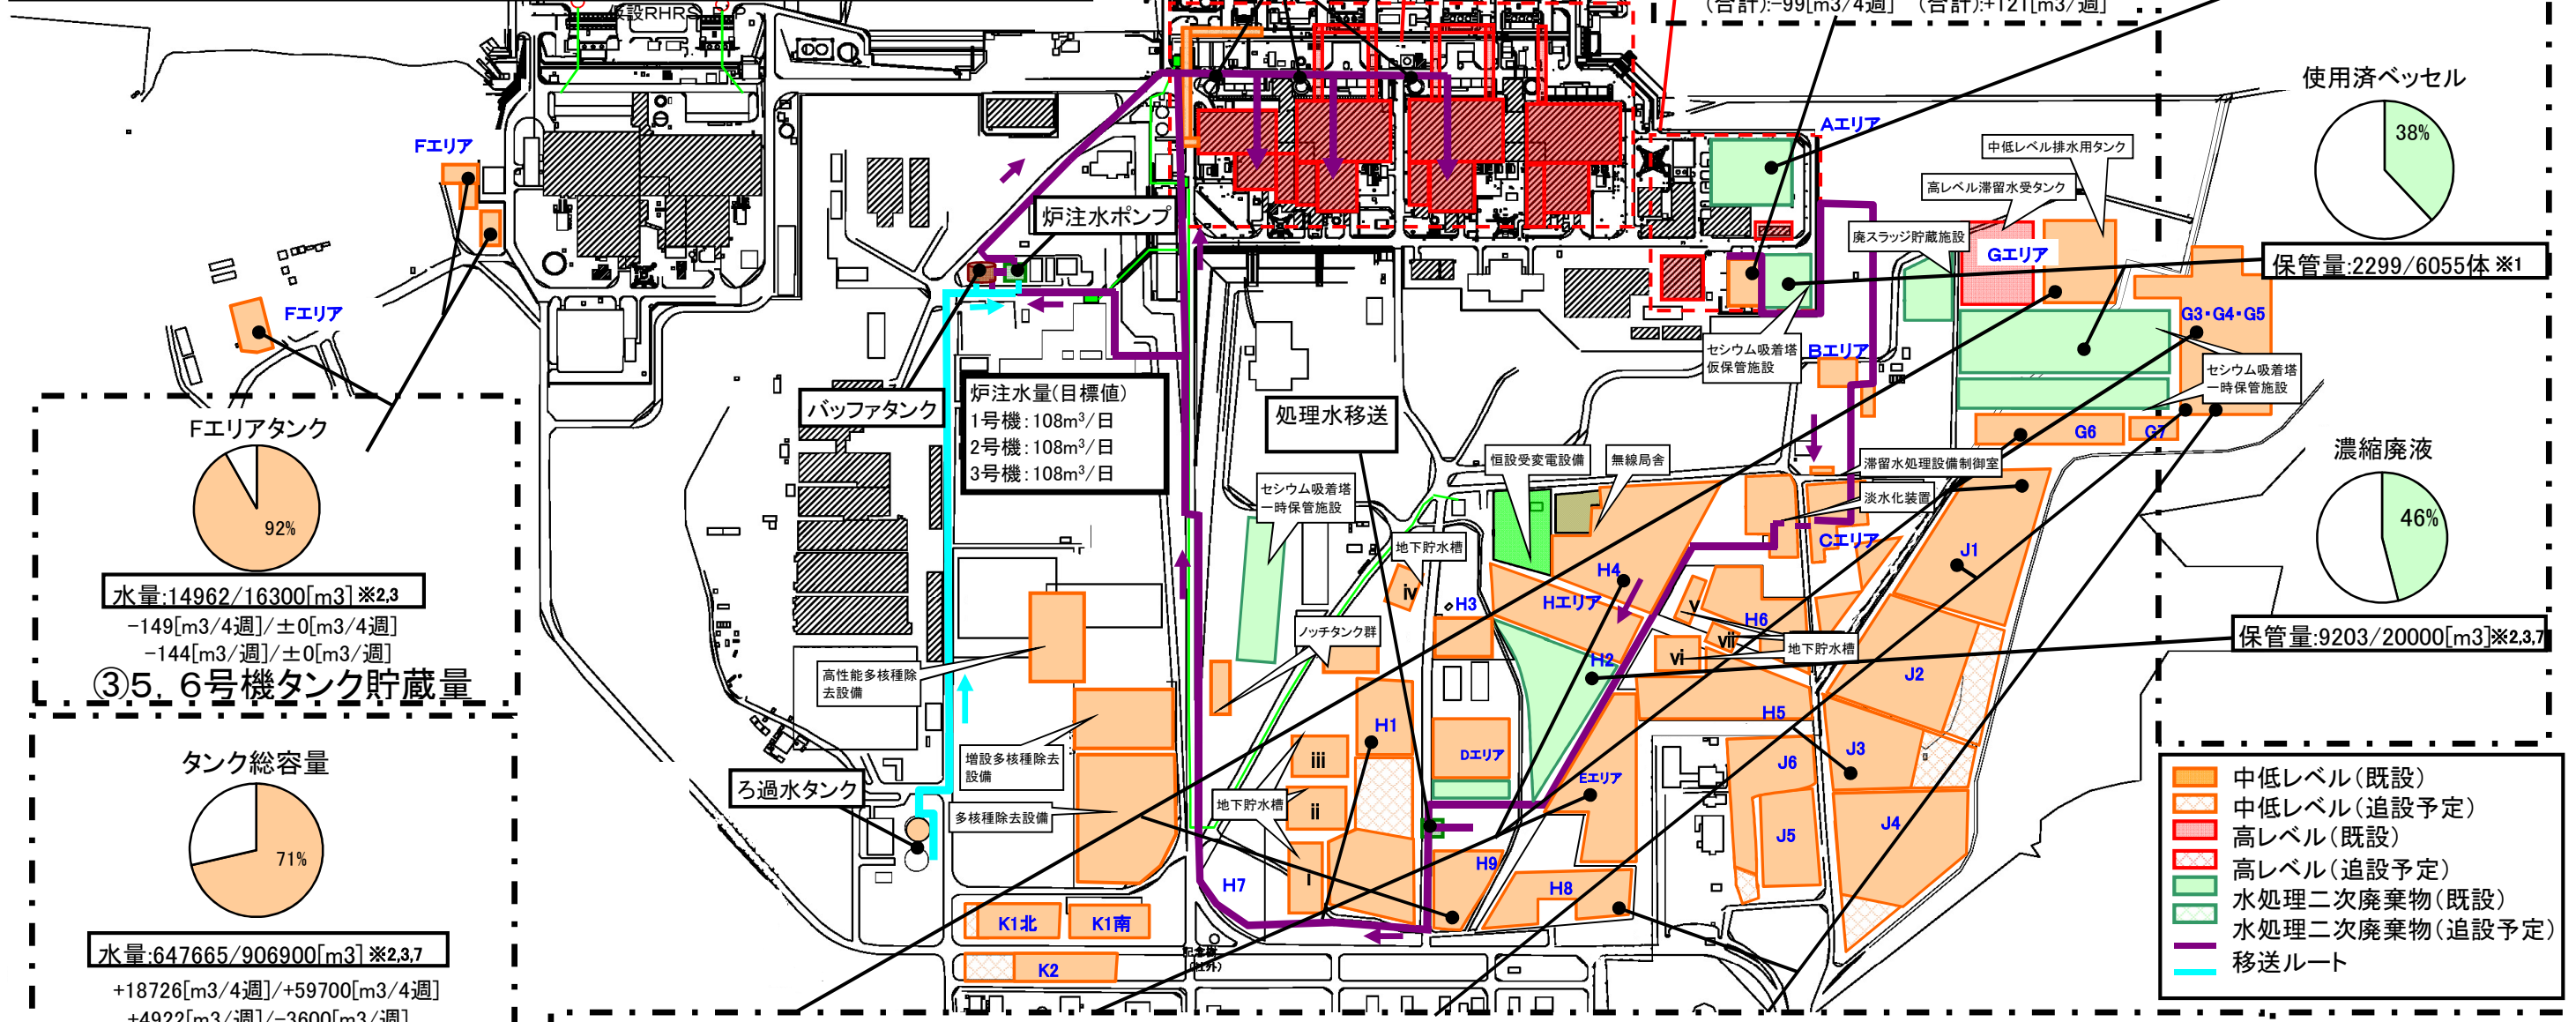 仮設RHRS
(合計):-99[m3/4週] (合計):+121[m3/週]
使用済ベッセル
38%
保管量:2299/6055体 ※1
濃縮廃液
46%
保管量:9203/20000[m3]※2,3,7
Fエリア
Fエリア
Aエリア
中低レベル排水用タンク
高レベル滞留水受タンク
廃スラッジ貯蔵施設
Gエリア
G3・G4・G5
セシウム吸着塔
仮保管施設
Bエリア
セシウム吸着塔
一時保管施設
G6
G7
炉注水ポンプ
バッファタンク
炉注水量(目標値)
1号機:108m³/日
2号機:108m³/日
3号機:108m³/日
処理水移送
恒設受変電設備
無線局舎
滞留水処理設備制御室
淡水化装置
Cエリア
セシウム吸着塔
一時保管施設
地下貯水槽
iv
H3
H4
Hエリア
v
H6
vii
vi
地下貯水槽
H2
J1
J2
ノッチタンク群
高性能多核種除
去設備
増設多核種除去
設備
多核種除去設備
ろ過水タンク
地下貯水槽
iii
ii
i
H1
Dエリア
Eエリア
H5
J3
J6
J5
J4
H7
H9
H8
K1北
K1南
K2
記念碑
Fエリアタンク
92%
水量:14962/16300[m3] ※2,3
-149[m3/4週]/±0[m3/4週]
-144[m3/週]/±0[m3/週]
③5,6号機タンク貯蔵量
タンク総容量
71%
水量:647665/906900[m3] ※2,3,7
+18726[m3/4週]/+59700[m3/4週]
+4922[m3/週]/-3600[m3/週]
中低レベル(既設)
中低レベル(追設予定)
高レベル(既設)
高レベル(追設予定)
水処理二次廃棄物(既設)
水処理二次廃棄物(追設予定)
移送ルート